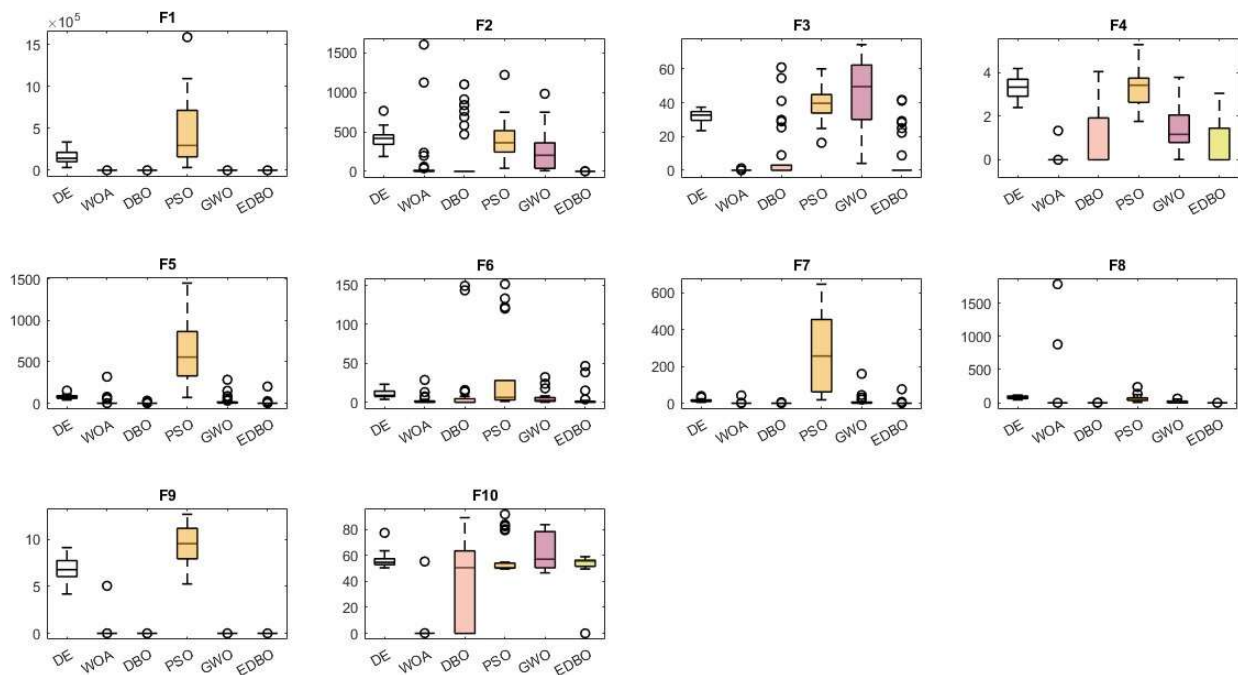 F1
×10^5
15
10
5
0
DE WOA DBO PSO GWO EDBO
F2
1500
1000
500
0
DE WOA DBO PSO GWO EDBO
F3
60
40
20
0
DE WOA DBO PSO GWO EDBO
F4
4
2
0
DE WOA DBO PSO GWO EDBO
F5
1500
1000
500
0
DE WOA DBO PSO GWO EDBO
F6
150
100
50
0
DE WOA DBO PSO GWO EDBO
F7
600
400
200
0
DE WOA DBO PSO GWO EDBO
F8
1500
1000
500
0
DE WOA DBO PSO GWO EDBO
F9
10
5
0
DE WOA DBO PSO GWO EDBO
F10
80
60
40
20
0
DE WOA DBO PSO GWO EDBO